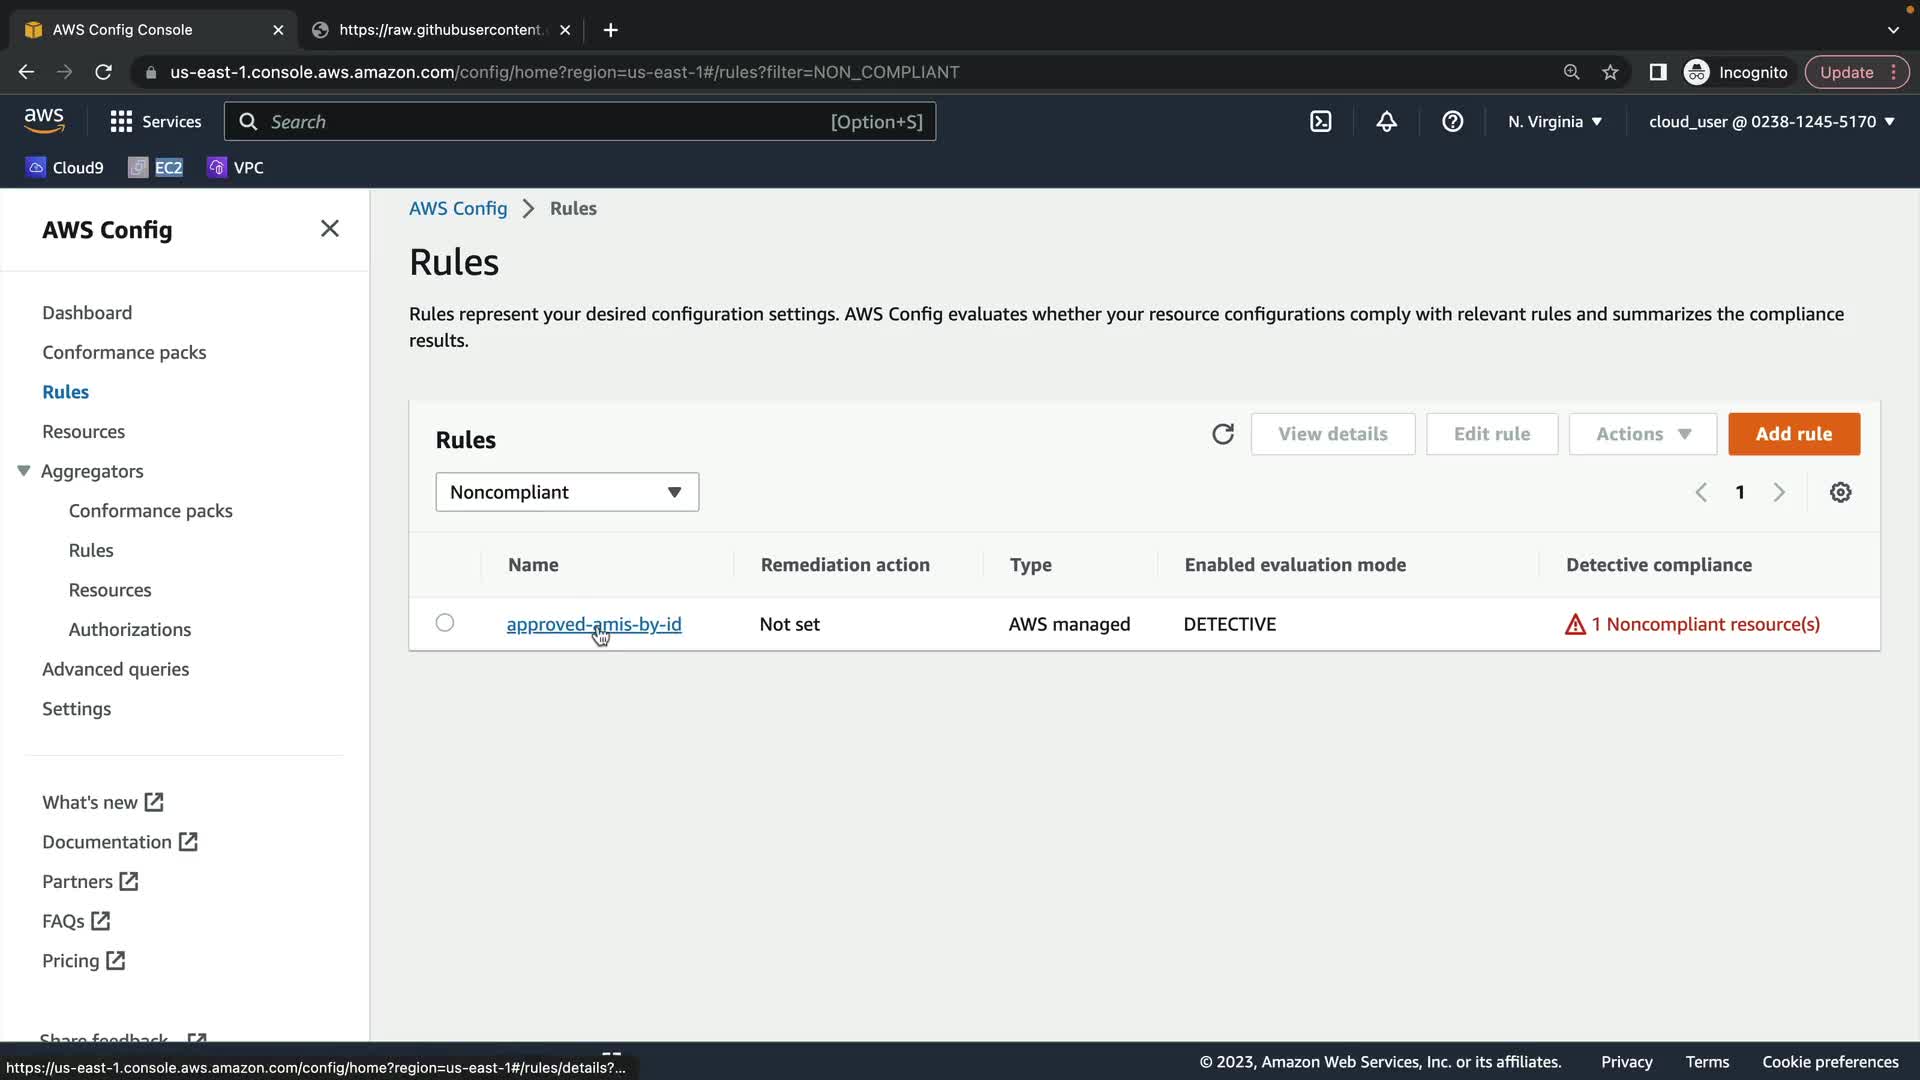 AWS Config Console
https://raw.githubusercontent.
us-east-1.console.aws.amazon.com/config/home?region=us-east-1#/rules?filter=NON_COMPLIANT
Incognito
Update
aws
Services
Search
[Option+S]
N. Virginia
cloud_user @ 0238-1245-5170
Cloud9
EC2
VPC
AWS Config
Dashboard
Conformance packs
Rules
Resources
Aggregators
Conformance packs
Rules
Resources
Authorizations
Advanced queries
Settings
What's new
Documentation
Partners
FAQs
Pricing
Share feedback
AWS Config > Rules
Rules
Rules represent your desired configuration settings. AWS Config evaluates whether your resource configurations comply with relevant rules and summarizes the compliance
results.
Rules
View details
Edit rule
Actions
Add rule
Noncompliant
1
Name
Remediation action
Type
Enabled evaluation mode
Detective compliance
approved-amis-by-id
Not set
AWS managed
DETECTIVE
1 Noncompliant resource(s)
https://us-east-1.console.aws.amazon.com/config/home?region=us-east-1#/rules/details?...
© 2023, Amazon Web Services, Inc. or its affiliates.
Privacy
Terms
Cookie preferences